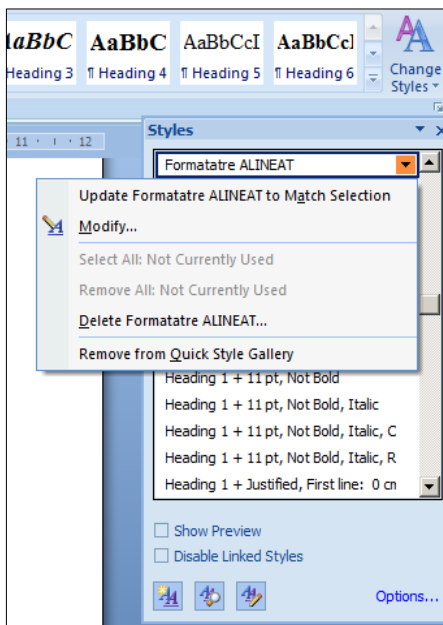 AaBbC AaBbC AaBbCcI AaBbCcl
Heading 3 ¶ Heading 4 ¶ Heading 5 ¶ Heading 6
Change
Styles
11 12
Styles
Formatatre ALINEAT
Update Formatatre ALINEAT to Match Selection
Modify...
Select All: Not Currently Used
Remove All: Not Currently Used
Delete Formatatre ALINEAT...
Remove from Quick Style Gallery
Heading 1 + 11 pt, Not Bold
Heading 1 + 11 pt, Not Bold, Italic
Heading 1 + 11 pt, Not Bold, Italic, C
Heading 1 + 11 pt, Not Bold, Italic, R
Heading 1 + Justified, First line: 0 cm
Show Preview
Disable Linked Styles
Options...